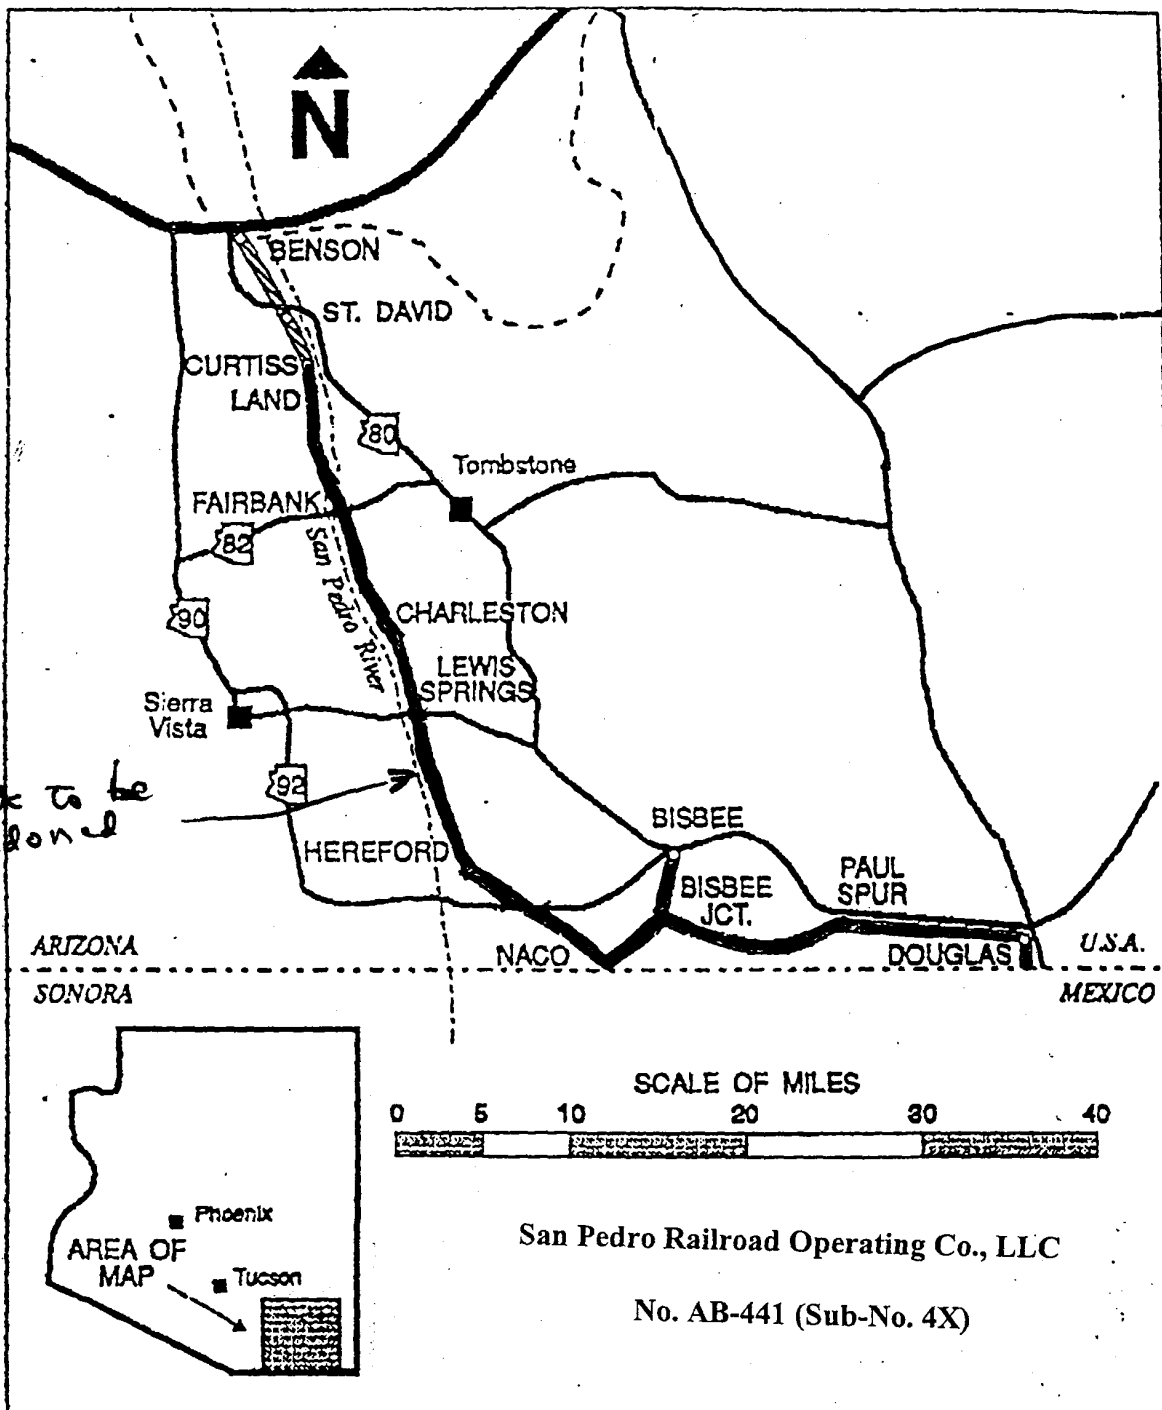 N
BENSON
ST. DAVID
CURTISS
LAND
80
Tombstone
FAIRBANK
82
San Pedro River
90
CHARLESTON
LEWIS
SPRINGS
Sierra
Vista
92
to be
BISBEE
HEREFORD
PAUL
SPUR
BISBEE
JCT.
NACO
DOUGLAS
ARIZONA
U.S.A.
SONORA
MEXICO
SCALE OF MILES
0 5 10 20 30 40
Phoenix
AREA OF
MAP
Tucson
San Pedro Railroad Operating Co., LLC
No. AB-441 (Sub-No. 4X)